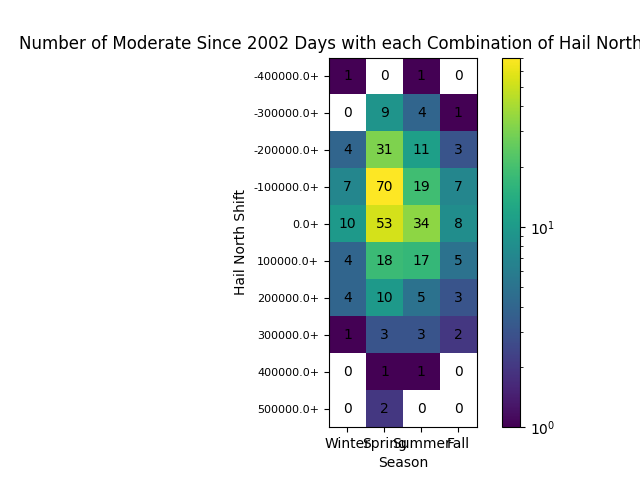 Number of Moderate Since 2002 Days with each Combination of Hail North
-400000.0+ 1 0 1 0
-300000.0+ 0 9 4 1
-200000.0+ 4 31 11 3
-100000.0+ 7 70 19 7
0.0+ 10 53 34 8
100000.0+ 4 18 17 5
200000.0+ 4 10 5 3
300000.0+ 1 3 3 2
400000.0+ 0 1 1 0
500000.0+ 0 2 0 0
Hail North Shift
Winter Spring Summer Fall
Season
10¹
10⁰